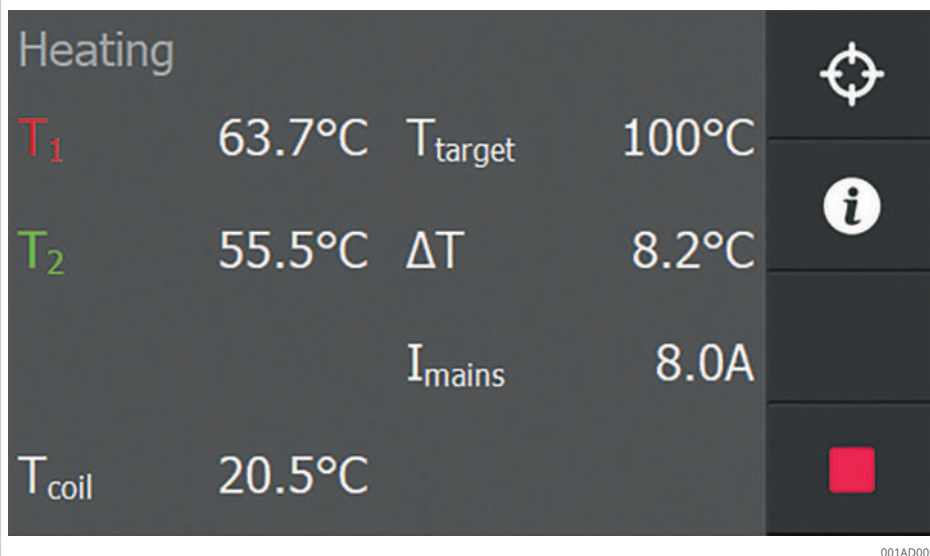 Heating
T1 63.7°C Ttarget 100°C
T2 55.5°C ΔT 8.2°C
Imains 8.0A
Tcoil 20.5°C
i
001AD00